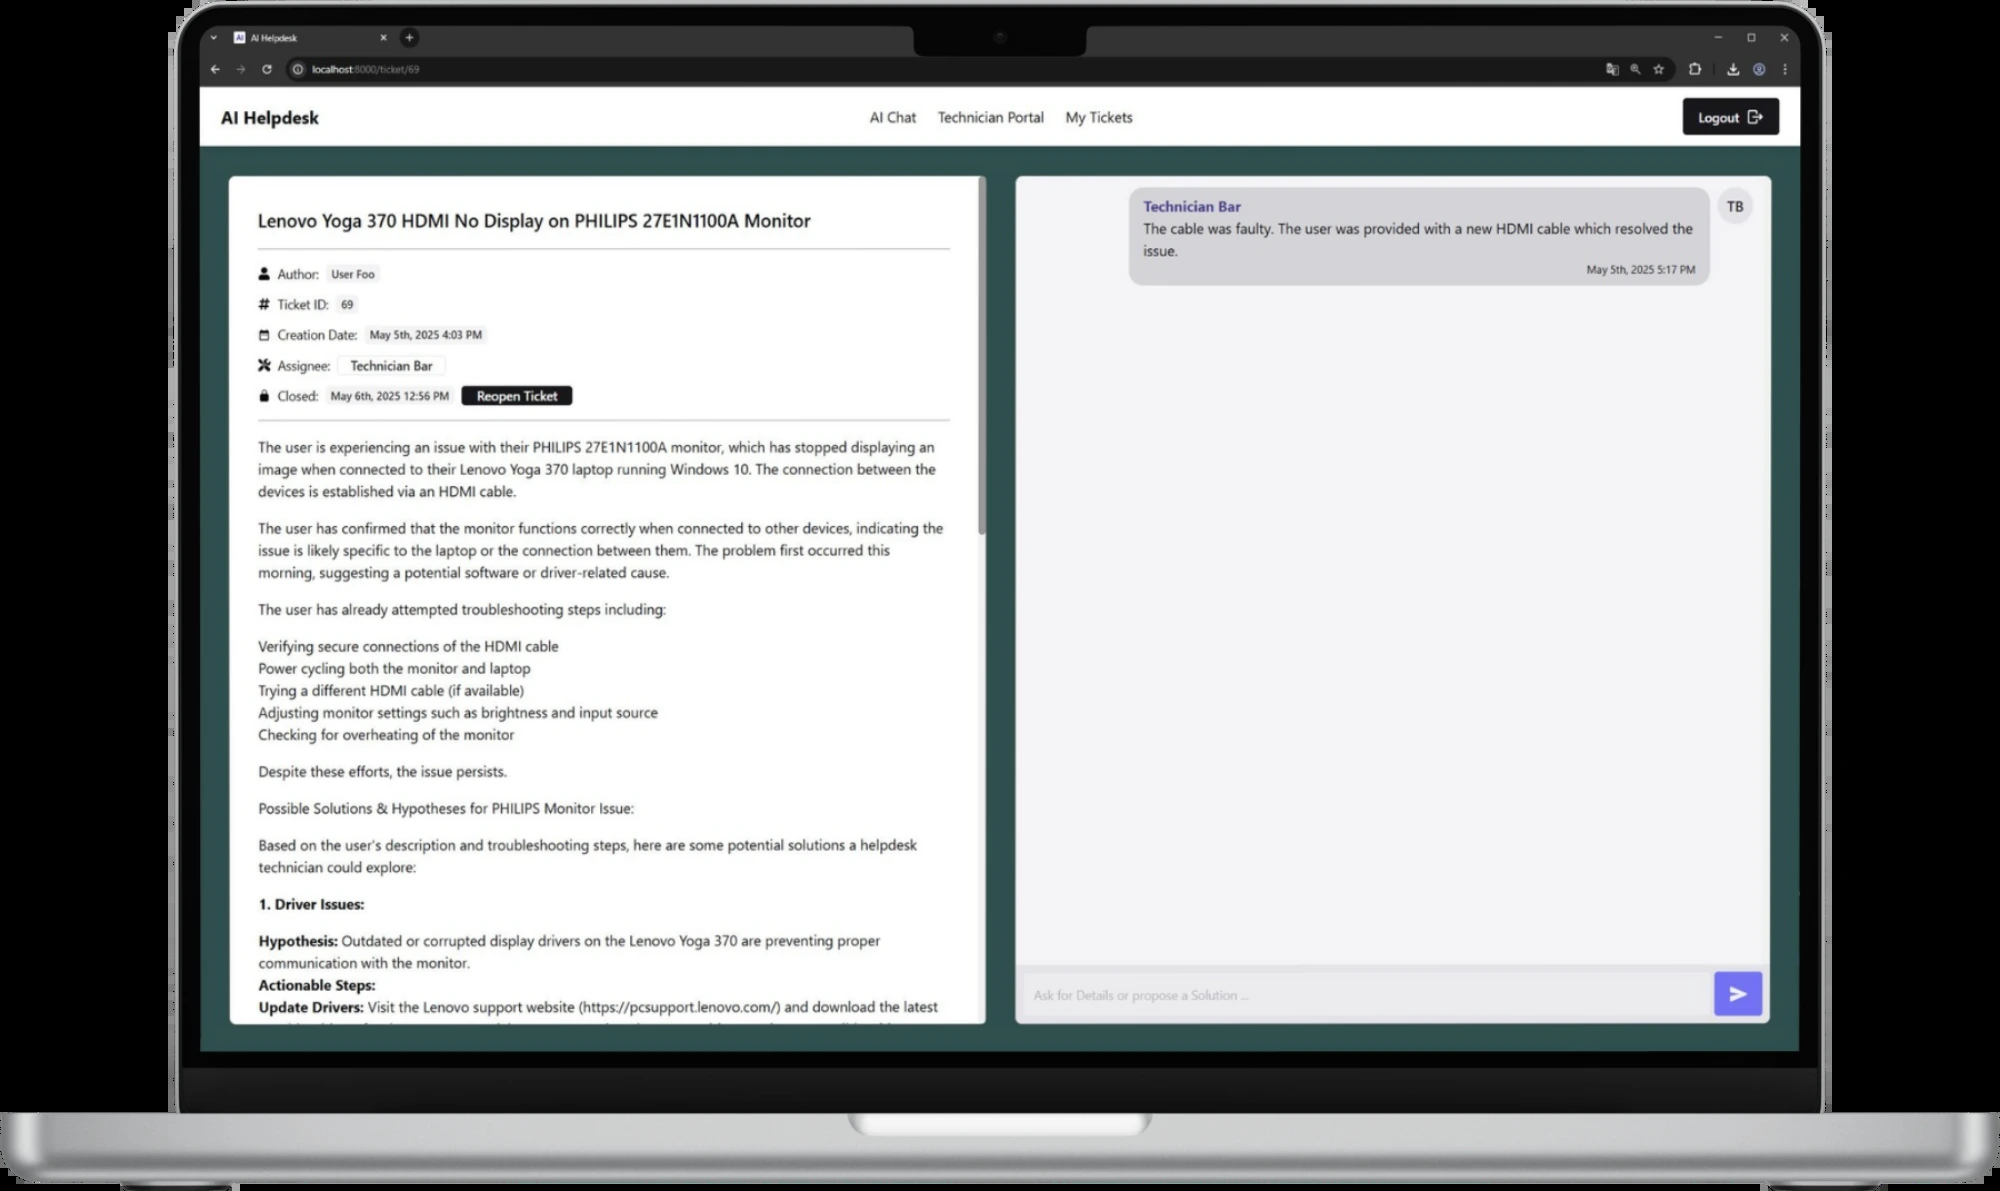 AI Helpdesk
localhost:8000/ticket/69
AI Helpdesk
AI Chat
Technician Portal
My Tickets
Logout
Lenovo Yoga 370 HDMI No Display on PHILIPS 27E1N1100A Monitor
Author: User Foo
# Ticket ID: 69
Creation Date: May 5th, 2025 4:03 PM
Assignee: Technician Bar
Closed: May 6th, 2025 12:56 PM Reopen Ticket
The user is experiencing an issue with their PHILIPS 27E1N1100A monitor, which has stopped displaying an
image when connected to their Lenovo Yoga 370 laptop running Windows 10. The connection between the
devices is established via an HDMI cable.
The user has confirmed that the monitor functions correctly when connected to other devices, indicating the
issue is likely specific to the laptop or the connection between them. The problem first occurred this
morning, suggesting a potential software or driver-related cause.
The user has already attempted troubleshooting steps including:
Verifying secure connections of the HDMI cable
Power cycling both the monitor and laptop
Trying a different HDMI cable (if available)
Adjusting monitor settings such as brightness and input source
Checking for overheating of the monitor
Despite these efforts, the issue persists.
Possible Solutions & Hypotheses for PHILIPS Monitor Issue:
Based on the user's description and troubleshooting steps, here are some potential solutions a helpdesk
technician could explore:
1. Driver Issues:
Hypothesis: Outdated or corrupted display drivers on the Lenovo Yoga 370 are preventing proper
communication with the monitor.
Actionable Steps:
Update Drivers: Visit the Lenovo support website (https://pcsupport.lenovo.com/) and download the latest
Technician Bar
The cable was faulty. The user was provided with a new HDMI cable which resolved the
issue.
May 5th, 2025 5:17 PM
TB
Ask for Details or propose a Solution ...